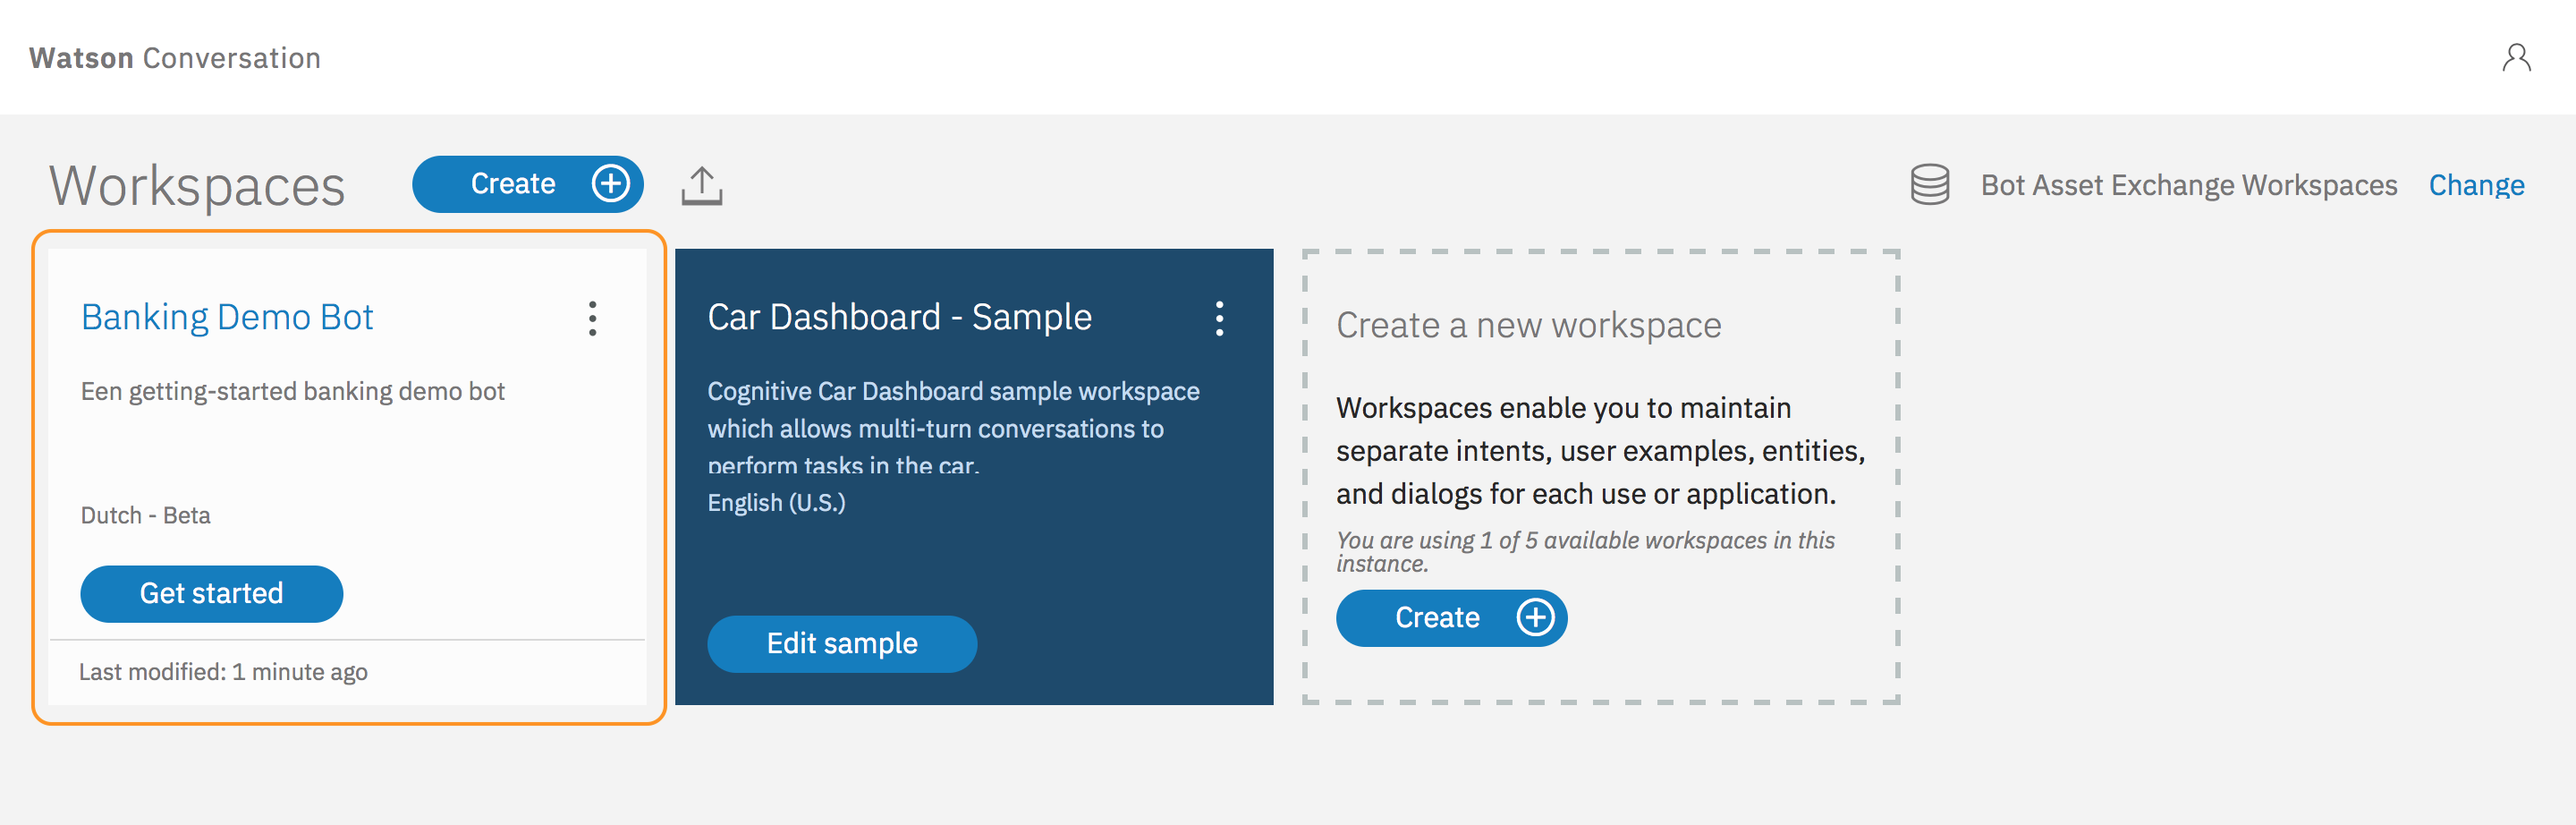 Watson Conversation
Workspaces
Create
Bot Asset Exchange Workspaces
Change
Banking Demo Bot
Een getting-started banking demo bot
Dutch - Beta
Get started
Last modified: 1 minute ago
Car Dashboard - Sample
Cognitive Car Dashboard sample workspace
which allows multi-turn conversations to
perform tasks in the car.
English (U.S.)
Edit sample
Create a new workspace
Workspaces enable you to maintain
separate intents, user examples, entities,
and dialogs for each use or application.
You are using 1 of 5 available workspaces in this
instance.
Create